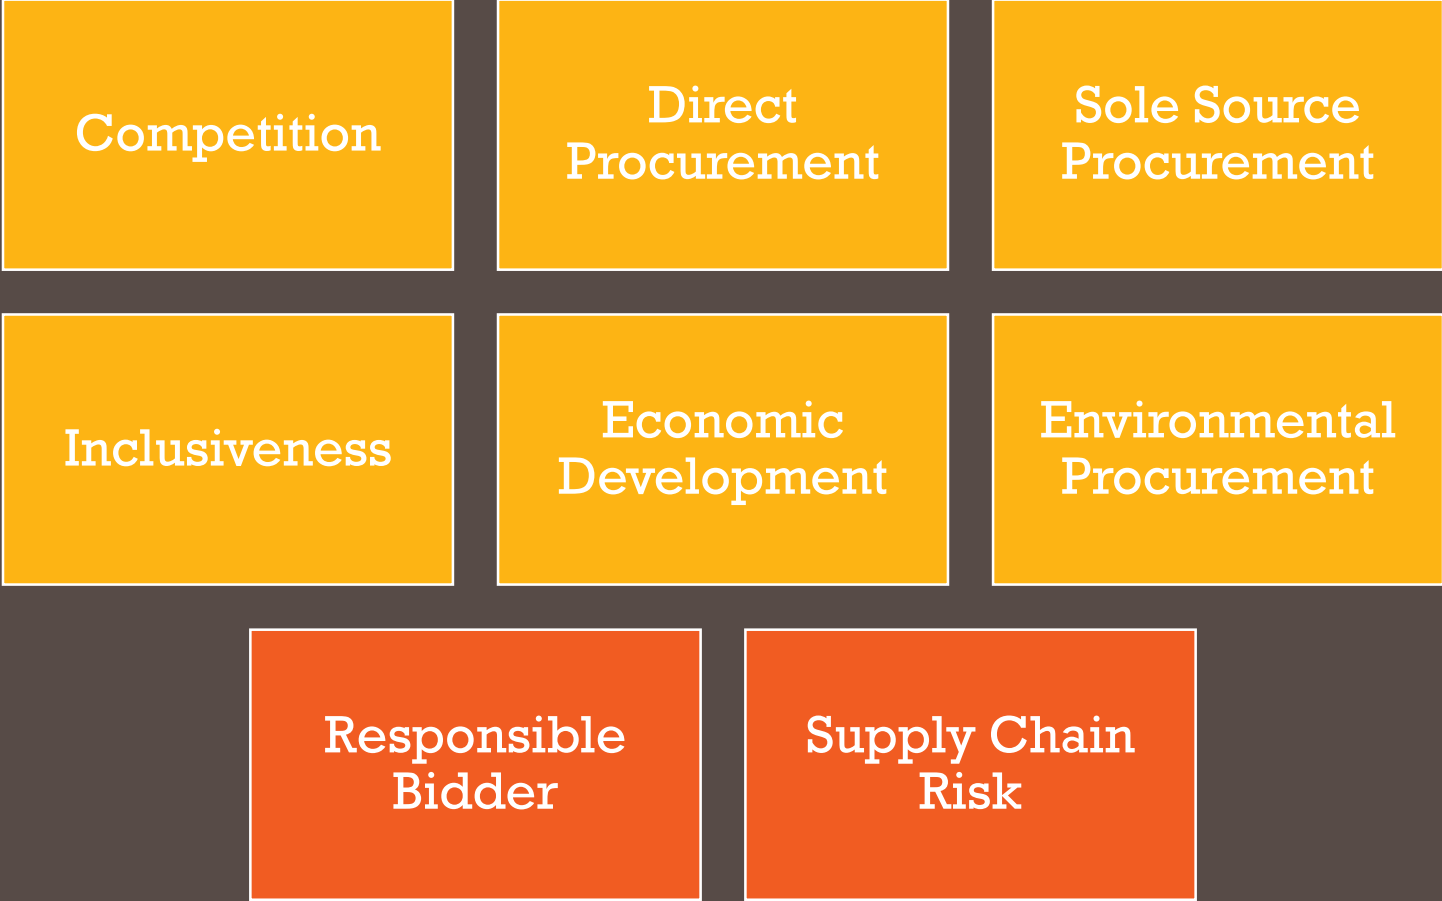 Competition
Direct
Procurement
Sole Source
Procurement
Inclusiveness
Economic
Development
Environmental
Procurement
Responsible
Bidder
Supply Chain
Risk